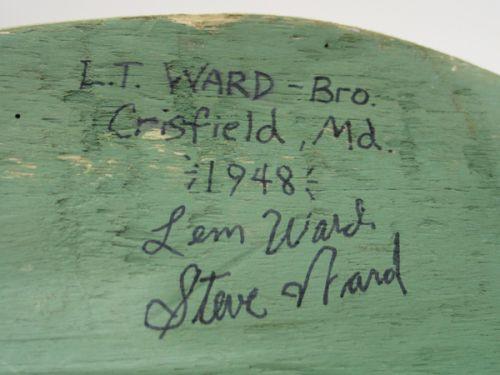 L.T. WARD - Bro.
Crisfield, Md.
1948
Lem Ward
Steve Ward